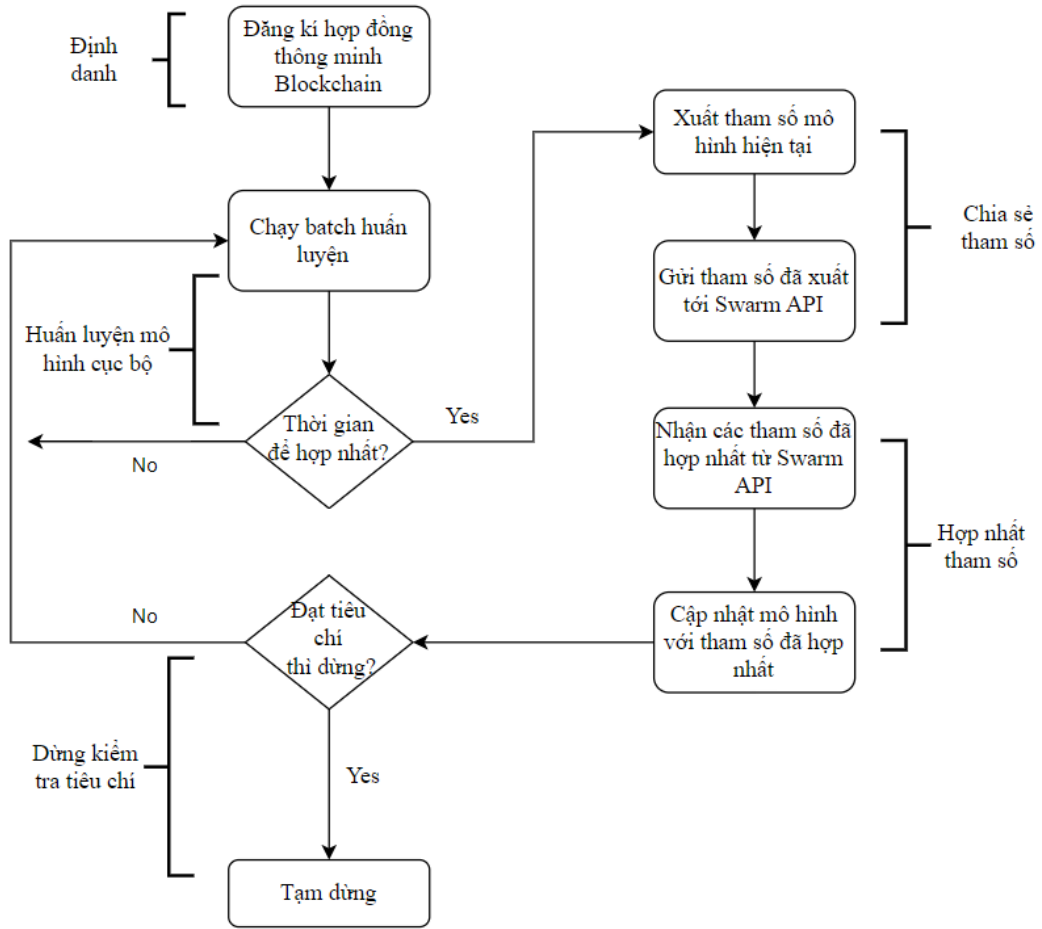 Định
danh
Đăng kí hợp đồng
thông minh
Blockchain
Chạy batch huấn
luyện
Huấn luyện mô
hình cục bộ
Thời gian
để hợp nhất?
Yes
No
Xuất tham số mô
hình hiện tại
Gửi tham số đã xuất
tới Swarm API
Chia sẻ
tham số
Nhận các tham số đã
hợp nhất từ Swarm
API
Cập nhật mô hình
với tham số đã hợp
nhất
Hợp nhất
tham số
Đạt tiêu
chí
thì dừng?
No
Yes
Dừng kiểm
tra tiêu chí
Tạm dừng